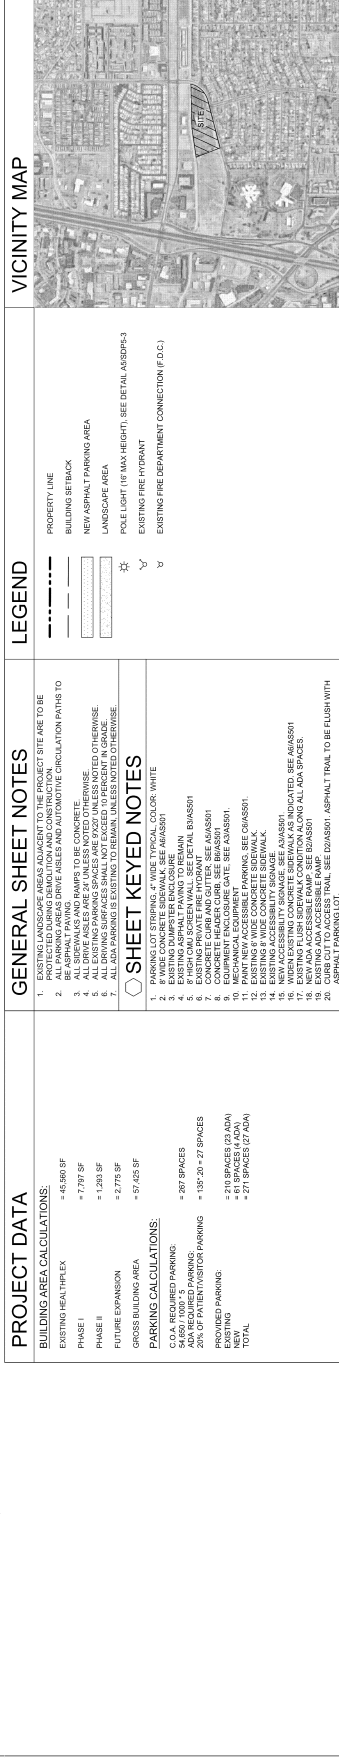 PROJECT DATA
BUILDING AREA CALCULATIONS:
EXISTING HEALTHPLEX = 45,560 SF
PHASE I = 7,797 SF
PHASE II = 1,293 SF
FUTURE EXPANSION = 2,775 SF
GROSS BUILDING AREA = 57,425 SF
PARKING CALCULATIONS:
C.O.A. REQUIRED PARKING:
54,650 / 1000 * 5 = 267 SPACES
ADA REQUIRED PARKING:
20% OF PATIENT/VISITOR PARKING = 135*.20 = 27 SPACES
PROVIDED PARKING:
EXISTING = 210 SPACES (23 ADA)
NEW = 61 SPACES (4 ADA)
TOTAL = 271 SPACES (27 ADA)
GENERAL SHEET NOTES
1. EXISTING LANDSCAPE AREAS ADJACENT TO THE PROJECT SITE ARE TO BE
PROTECTED DURING DEMOLITION AND CONSTRUCTION.
2. ALL PARKING AREAS DRIVE AISLES AND AUTOMOTIVE CIRCULATION PATHS TO
BE ASPHALT PAVING
3. ALL SIDEWALKS AND RAMPS TO BE CONCRETE.
4. ALL DRIVE AISLES ARE 24" UNLESS NOTED OTHERWISE.
5. ALL EXISTING PARKING SPACES ARE 9'X20' UNLESS NOTED OTHERWISE.
6. ALL DRIVING SURFACES SHALL NOT EXCEED 10 PERCENT IN GRADE.
7. ALL ADA PARKING IS EXISTING TO REMAIN, UNLESS NOTED OTHERWISE.
SHEET KEYED NOTES
1. PARKING LOT STRIPING, 4" WIDE TYPICAL, COLOR: WHITE
2. 8' WIDE CONCRETE SIDEWALK, SEE A6/AS501
3. EXISTING DUMPSTER ENCLOSURE
4. EXISTING ASPHALT PAVING TO REMAIN
5. 8' HIGH CMU SCREEN WALL. SEE DETAIL B3/AS501
6. EXISTING PRIVATE FIRE HYDRANT
7. CONCRETE CURB AND GUTTER, SEE A5/AS501
8. CONCRETE HEADER CURB, SEE B6/AS501
9. EQUIPMENT ENCLOSURE GATE. SEE A3/AS501.
10. MECHANICAL EQUIPMENT
11. PAINT NEW ACCESSIBLE PARKING, SEE C6/AS501.
12. EXISTING 6' WIDE CONCRETE SIDEWALK.
13. EXISTING 8' WIDE CONCRETE SIDEWALK.
14. EXISTING ACCESSIBILITY SIGNAGE.
15. NEW ACCESSIBILITY SIGNAGE, SEE A3/AS501
16. WIDEN EXISTING CONCRETE SIDEWALK AS INDICATED. SEE A6/AS501
17. EXISTING FLUSH SIDEWALK CONDITION ALONG ALL ADA SPACES.
18. NEW ADA ACCESSIBLE RAMP. SEE B2/AS501
19. EXISTING ADA ACCESSIBLE RAMP.
20. CURB CUT TO ACCESS TRAIL. SEE D2/AS501. ASPHALT TRAIL TO BE FLUSH WITH
ASPHALT PARKING LOT.
LEGEND
PROPERTY LINE
BUILDING SETBACK
NEW ASPHALT PARKING AREA
LANDSCAPE AREA
POLE LIGHT (16' MAX HEIGHT), SEE DETAIL A5/SDP5-3
EXISTING FIRE HYDRANT
EXISTING FIRE DEPARTMENT CONNECTION (F.D.C.)
VICINITY MAP
SITE